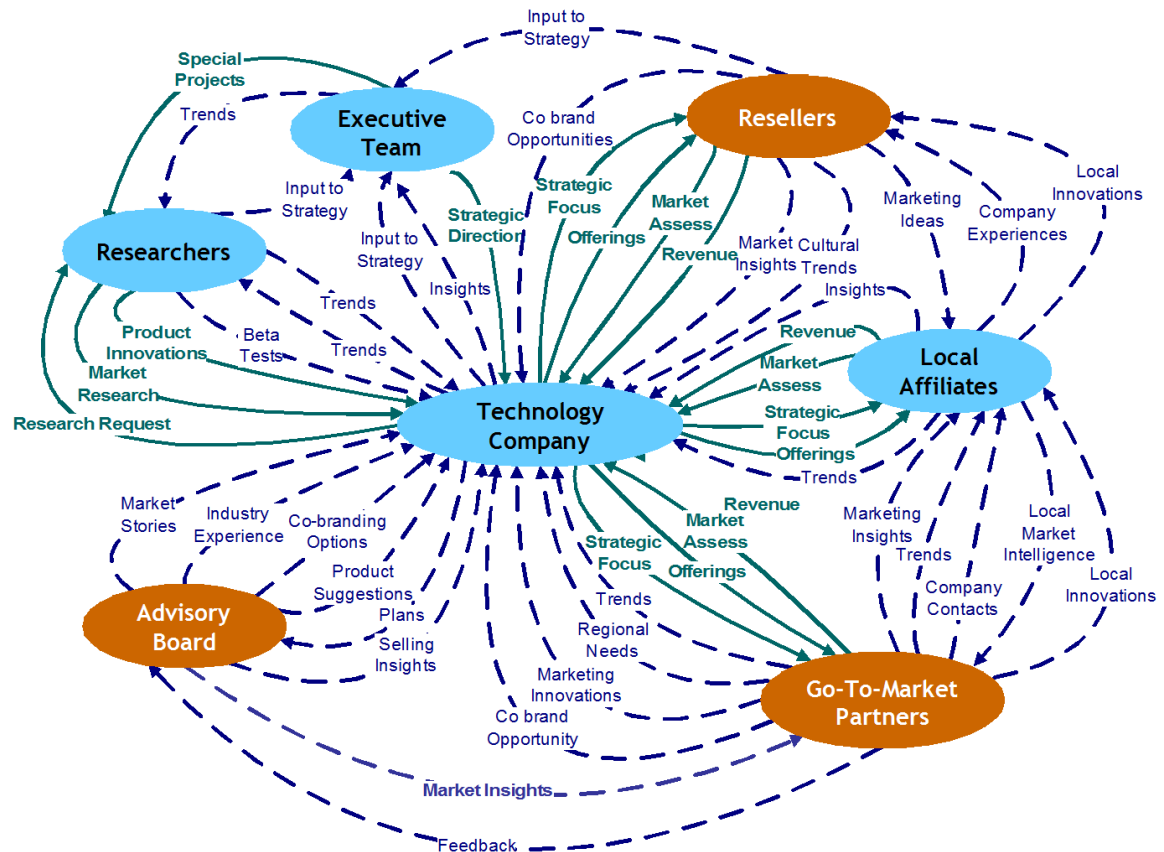 Input to
Strategy
Special
Projects
Trends
Executive
Team
Resellers
Co brand
Opportunities
Input to
Strategy
Strategic
Focus
Market
Assess
Marketing
Ideas
Company
Experiences
Local
Innovations
Researchers
Input to
Strategy
Strategic
Direction
Offerings
Revenue
Market
Insights
Cultural
Trends
Insights
Insights
Trends
Product
Innovations
Beta
Tests
Trends
Market
Research
Research Request
Revenue
Market
Assess
Local
Affiliates
Technology
Company
Strategic
Focus
Offerings
Trends
Market
Stories
Industry
Experience
Co-branding
Options
Product
Suggestions
Plans
Selling
Insights
Revenue
Market
Assess
Strategic
Focus
Offerings
Marketing
Insights
Trends
Company
Contacts
Local
Market
Intelligence
Local
Innovations
Advisory
Board
Trends
Regional
Needs
Marketing
Innovations
Co brand
Opportunity
Go-To-Market
Partners
Market Insights
Feedback